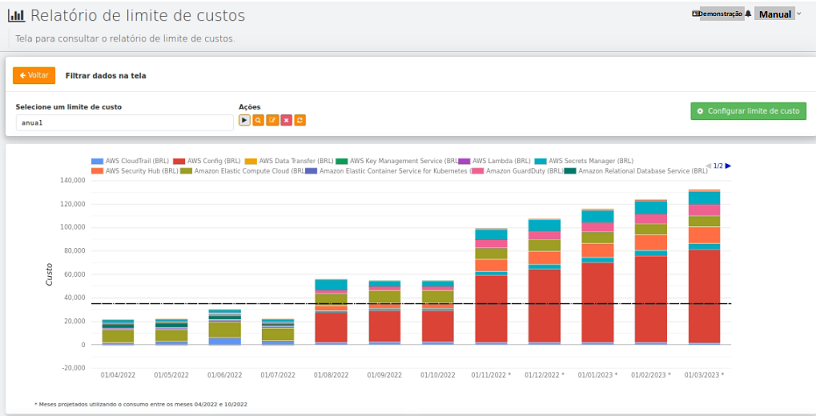 Relatório de limite de custos
Demonstração Manual
Tela para consultar o relatório de limite de custos.
Voltar Filtrar dados na tela
Selecione um limite de custo Ações
anual
Configurar limite de custo
AWS CloudTrail (BRL) AWS Config (BRL) AWS Data Transfer (BRL) AWS Key Management Service (BRL) AWS Lambda (BRL) AWS Secrets Manager (BRL)
1/2
AWS Security Hub (BRL) Amazon Elastic Compute Cloud (BRL) Amazon Elastic Container Service for Kubernetes ( Amazon GuardDuty (BRL) Amazon Relational Database Service (BRL)
140,000
120,000
100,000
80,000
60,000
40,000
20,000
0
-20,000
Custo
01/04/2022 01/05/2022 01/06/2022 01/07/2022 01/08/2022 01/09/2022 01/10/2022 01/11/2022 * 01/12/2022 * 01/01/2023 * 01/02/2023 * 01/03/2023 *
* Meses projetados utilizando o consumo entre os meses 04/2022 e 10/2022